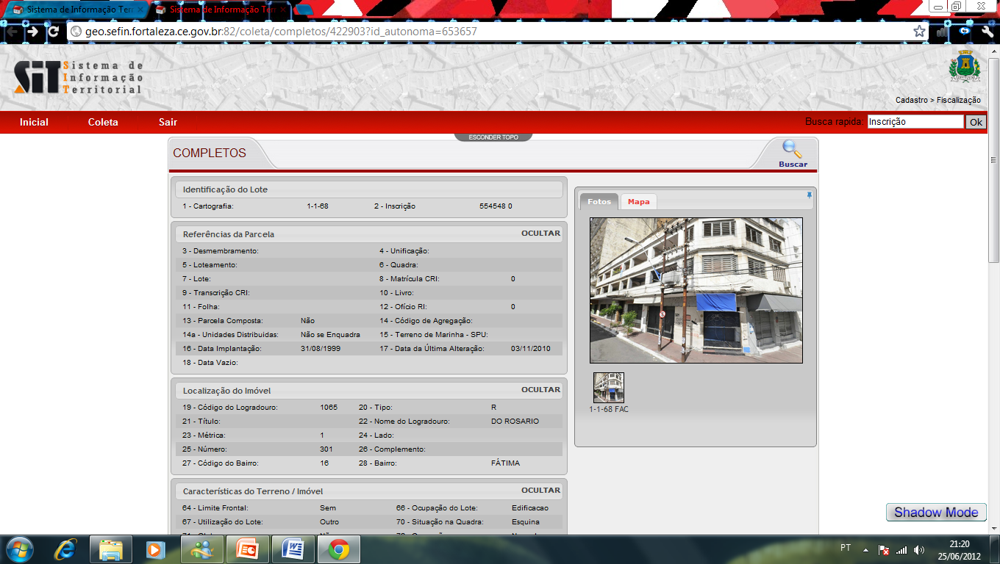 Sistema de Informação Terr
Sistema de Informação Terr
geo.sefin.fortaleza.ce.gov.br:82/coleta/completos/422903?id_autonoma=653657
SIT Sistema de Informação Territorial
Cadastro > Fiscalização
Inicial Coleta Sair Busca rapida: Inscrição Ok
ESCONDER TOPO
COMPLETOS
Buscar
Identificação do Lote
1 - Cartografia: 1-1-68 2 - Inscrição 554548 0
Fotos Mapa
Referências da Parcela OCULTAR
3 - Desmembramento: 4 - Unificação:
5 - Loteamento: 6 - Quadra:
7 - Lote: 8 - Matrícula CRI: 0
9 - Transcrição CRI: 10 - Livro:
11 - Folha: 12 - Ofício RI: 0
13 - Parcela Composta: Não 14 - Código de Agregação:
14a - Unidades Distribuidas: Não se Enquadra 15 - Terreno de Marinha - SPU:
16 - Data Implantação: 31/08/1999 17 - Data da Última Alteração: 03/11/2010
18 - Data Vazio:
1-1-68 FAC
Localização do Imóvel OCULTAR
19 - Código do Logradouro: 1065 20 - Tipo: R
21 - Título: 22 - Nome do Logradouro: DO ROSARIO
23 - Métrica: 1 24 - Lado:
25 - Número: 301 26 - Complemento:
27 - Código do Bairro: 16 28 - Bairro: FÁTIMA
Características do Terreno / Imóvel OCULTAR
64 - Limite Frontal: Sem 66 - Ocupação do Lote: Edificacao
67 - Utilização do Lote: Outro 70 - Situação na Quadra: Esquina
Shadow Mode
PT
21:20
25/06/2012